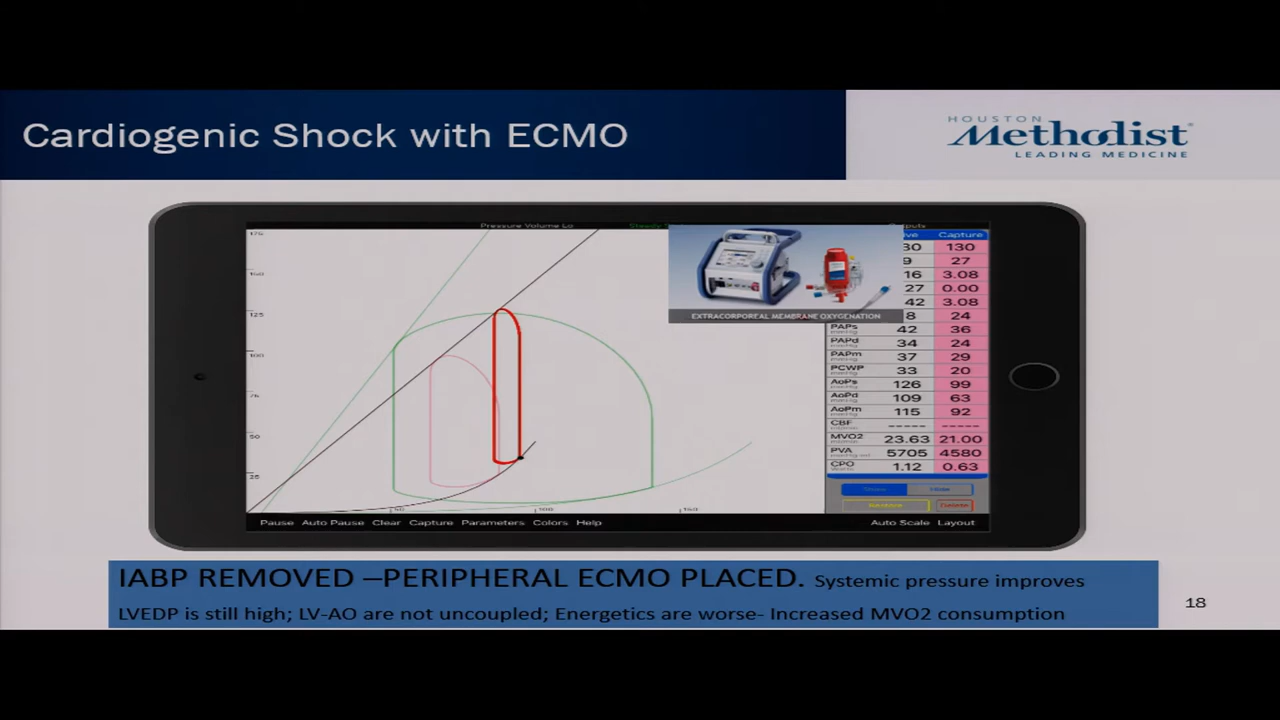 Cardiogenic Shock with ECMO
HOUSTON
Methodist
LEADING MEDICINE
Pressure Volume Lo
Capture
175
125
100
50
100
150
EXTRACORPOREAL MEMBRANE OXYGENATION
130
27
16 3.08
27 0.00
42 3.08
8 24
PAPs 42 36
PAPd 34 24
PAPm 37 29
PCWP 33 20
AoPs 126 99
AoPd 109 63
AoPm 115 92
CBF ----- -----
MVO2 23.63 21.00
PVA 5705 4580
CPO 1.12 0.63
Pause Auto Pause Clear Capture Parameters Colors Help
Auto Scale Layout
IABP REMOVED –PERIPHERAL ECMO PLACED. Systemic pressure improves
LVEDP is still high; LV-AO are not uncoupled; Energetics are worse- Increased MVO2 consumption
18